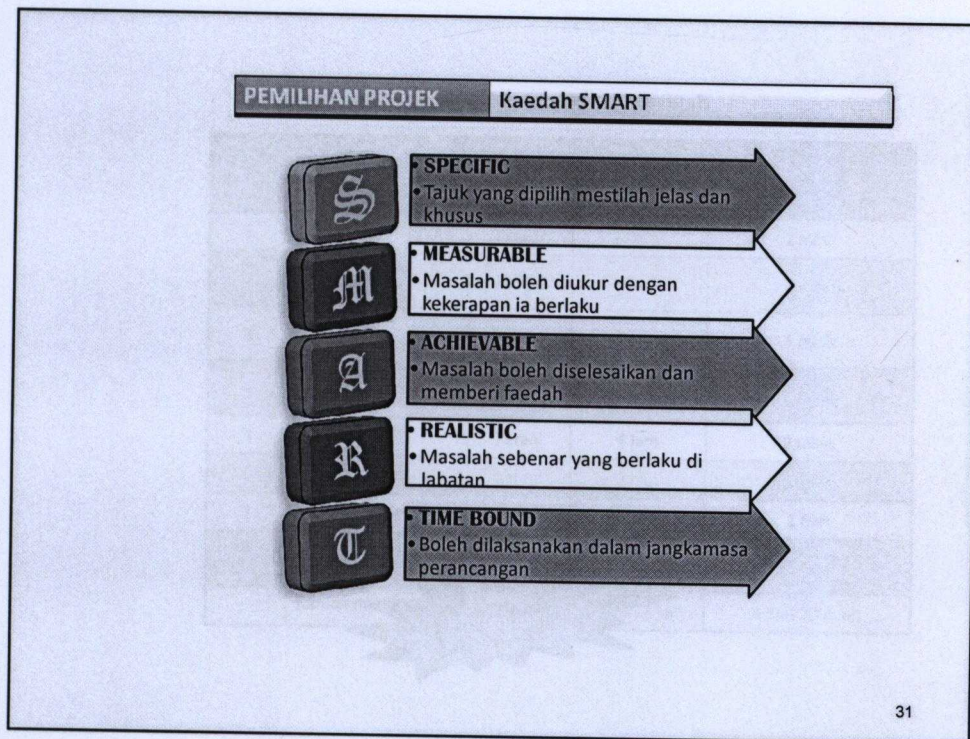 PEMILIHAN PROJEK
Kaedah SMART
S
• SPECIFIC
• Tajuk yang dipilih mestilah jelas dan
khusus
M
• MEASURABLE
• Masalah boleh diukur dengan
kekerapan ia berlaku
A
• ACHIEVABLE
• Masalah boleh diselesaikan dan
memberi faedah
R
• REALISTIC
• Masalah sebenar yang berlaku di
Jabatan
T
• TIME BOUND
• Boleh dilaksanakan dalam jangkamasa
perancangan
31